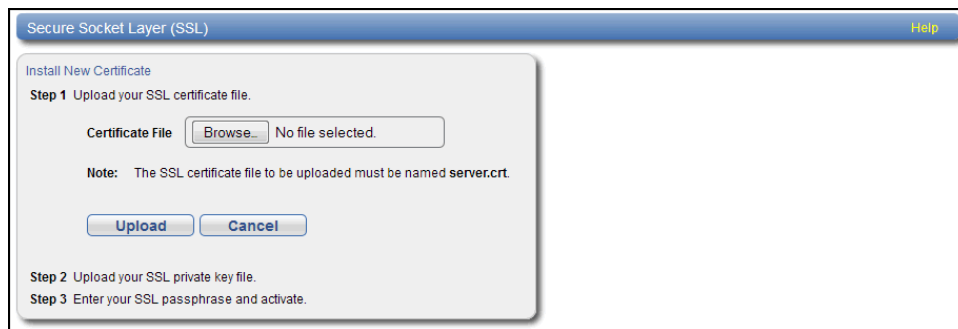 Secure Socket Layer (SSL) Help
Install New Certificate
Step 1 Upload your SSL certificate file.
Certificate File Browse... No file selected.
Note: The SSL certificate file to be uploaded must be named server.crt.
Upload Cancel
Step 2 Upload your SSL private key file.
Step 3 Enter your SSL passphrase and activate.